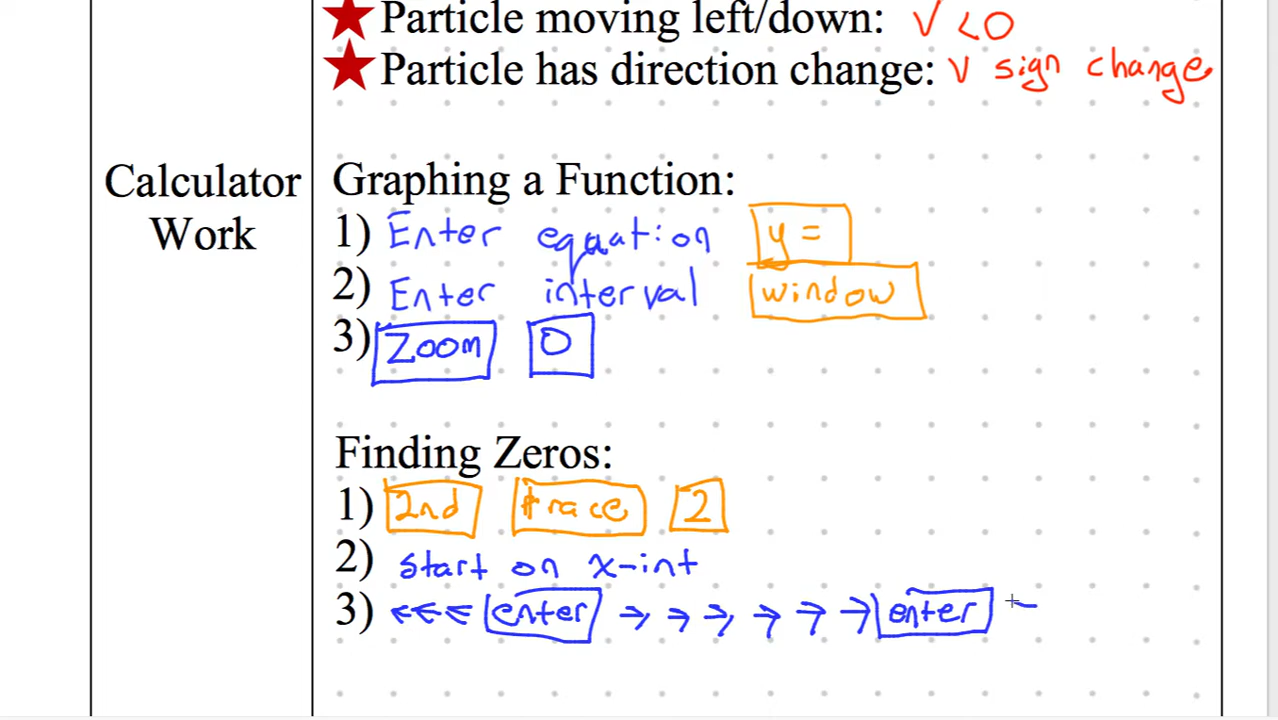 ★ Particle moving left/down: V < 0
★ Particle has direction change: V sign change
Calculator
Work
Graphing a Function:
1) Enter equation y =
2) Enter interval window
3) Zoom 0
Finding Zeros:
1) 2nd trace 2
2) start on x-int
3) ← ← ← enter → → → → → → enter ←